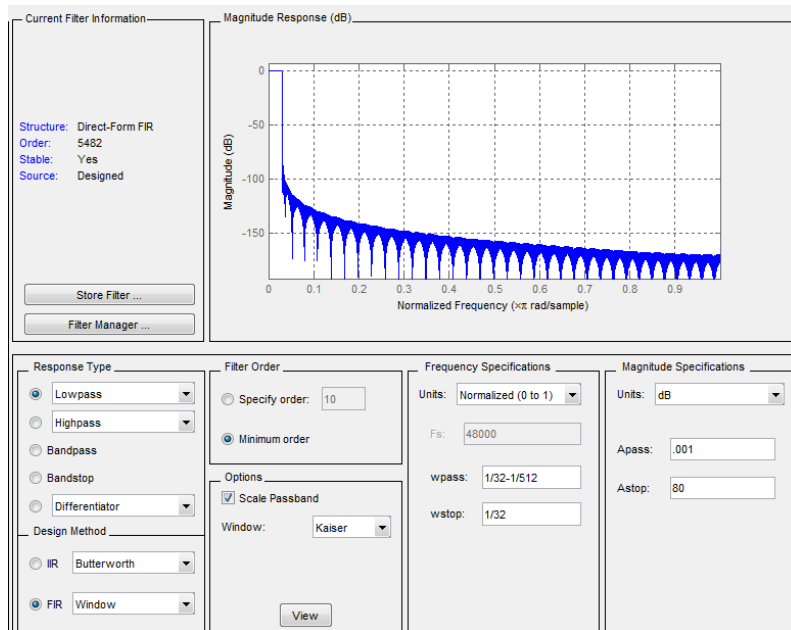 Current Filter Information
Structure: Direct-Form FIR
Order: 5482
Stable: Yes
Source: Designed
Store Filter ...
Filter Manager ...
Magnitude Response (dB)
Magnitude (dB)
0
-50
-100
-150
0 0.1 0.2 0.3 0.4 0.5 0.6 0.7 0.8 0.9
Normalized Frequency (×π rad/sample)
Response Type
Lowpass
Highpass
Bandpass
Bandstop
Differentiator
Design Method
IIR Butterworth
FIR Window
Filter Order
Specify order: 10
Minimum order
Options
Scale Passband
Window: Kaiser
View
Frequency Specifications
Units: Normalized (0 to 1)
Fs: 48000
wpass: 1/32-1/512
wstop: 1/32
Magnitude Specifications
Units: dB
Apass: .001
Astop: 80